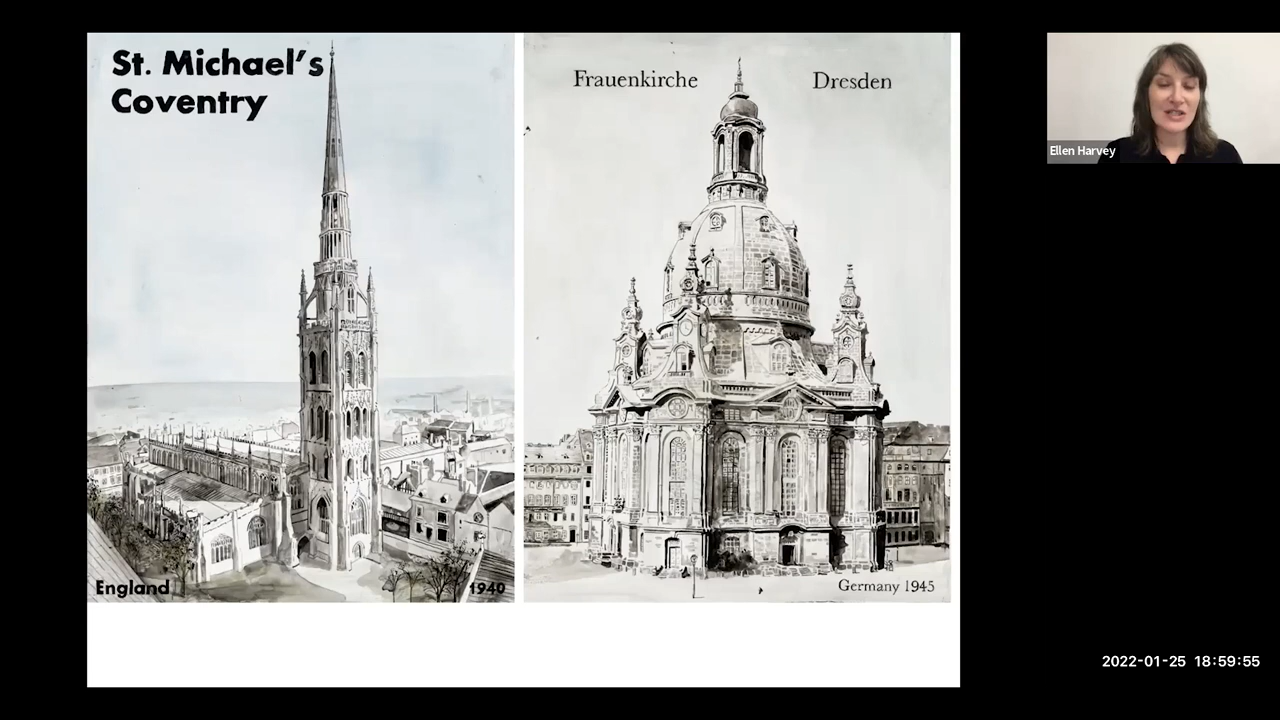 St. Michael's
Coventry
England
1940
Frauenkirche
Dresden
Germany 1945
Ellen Harvey
2022-01-25 18:59:55